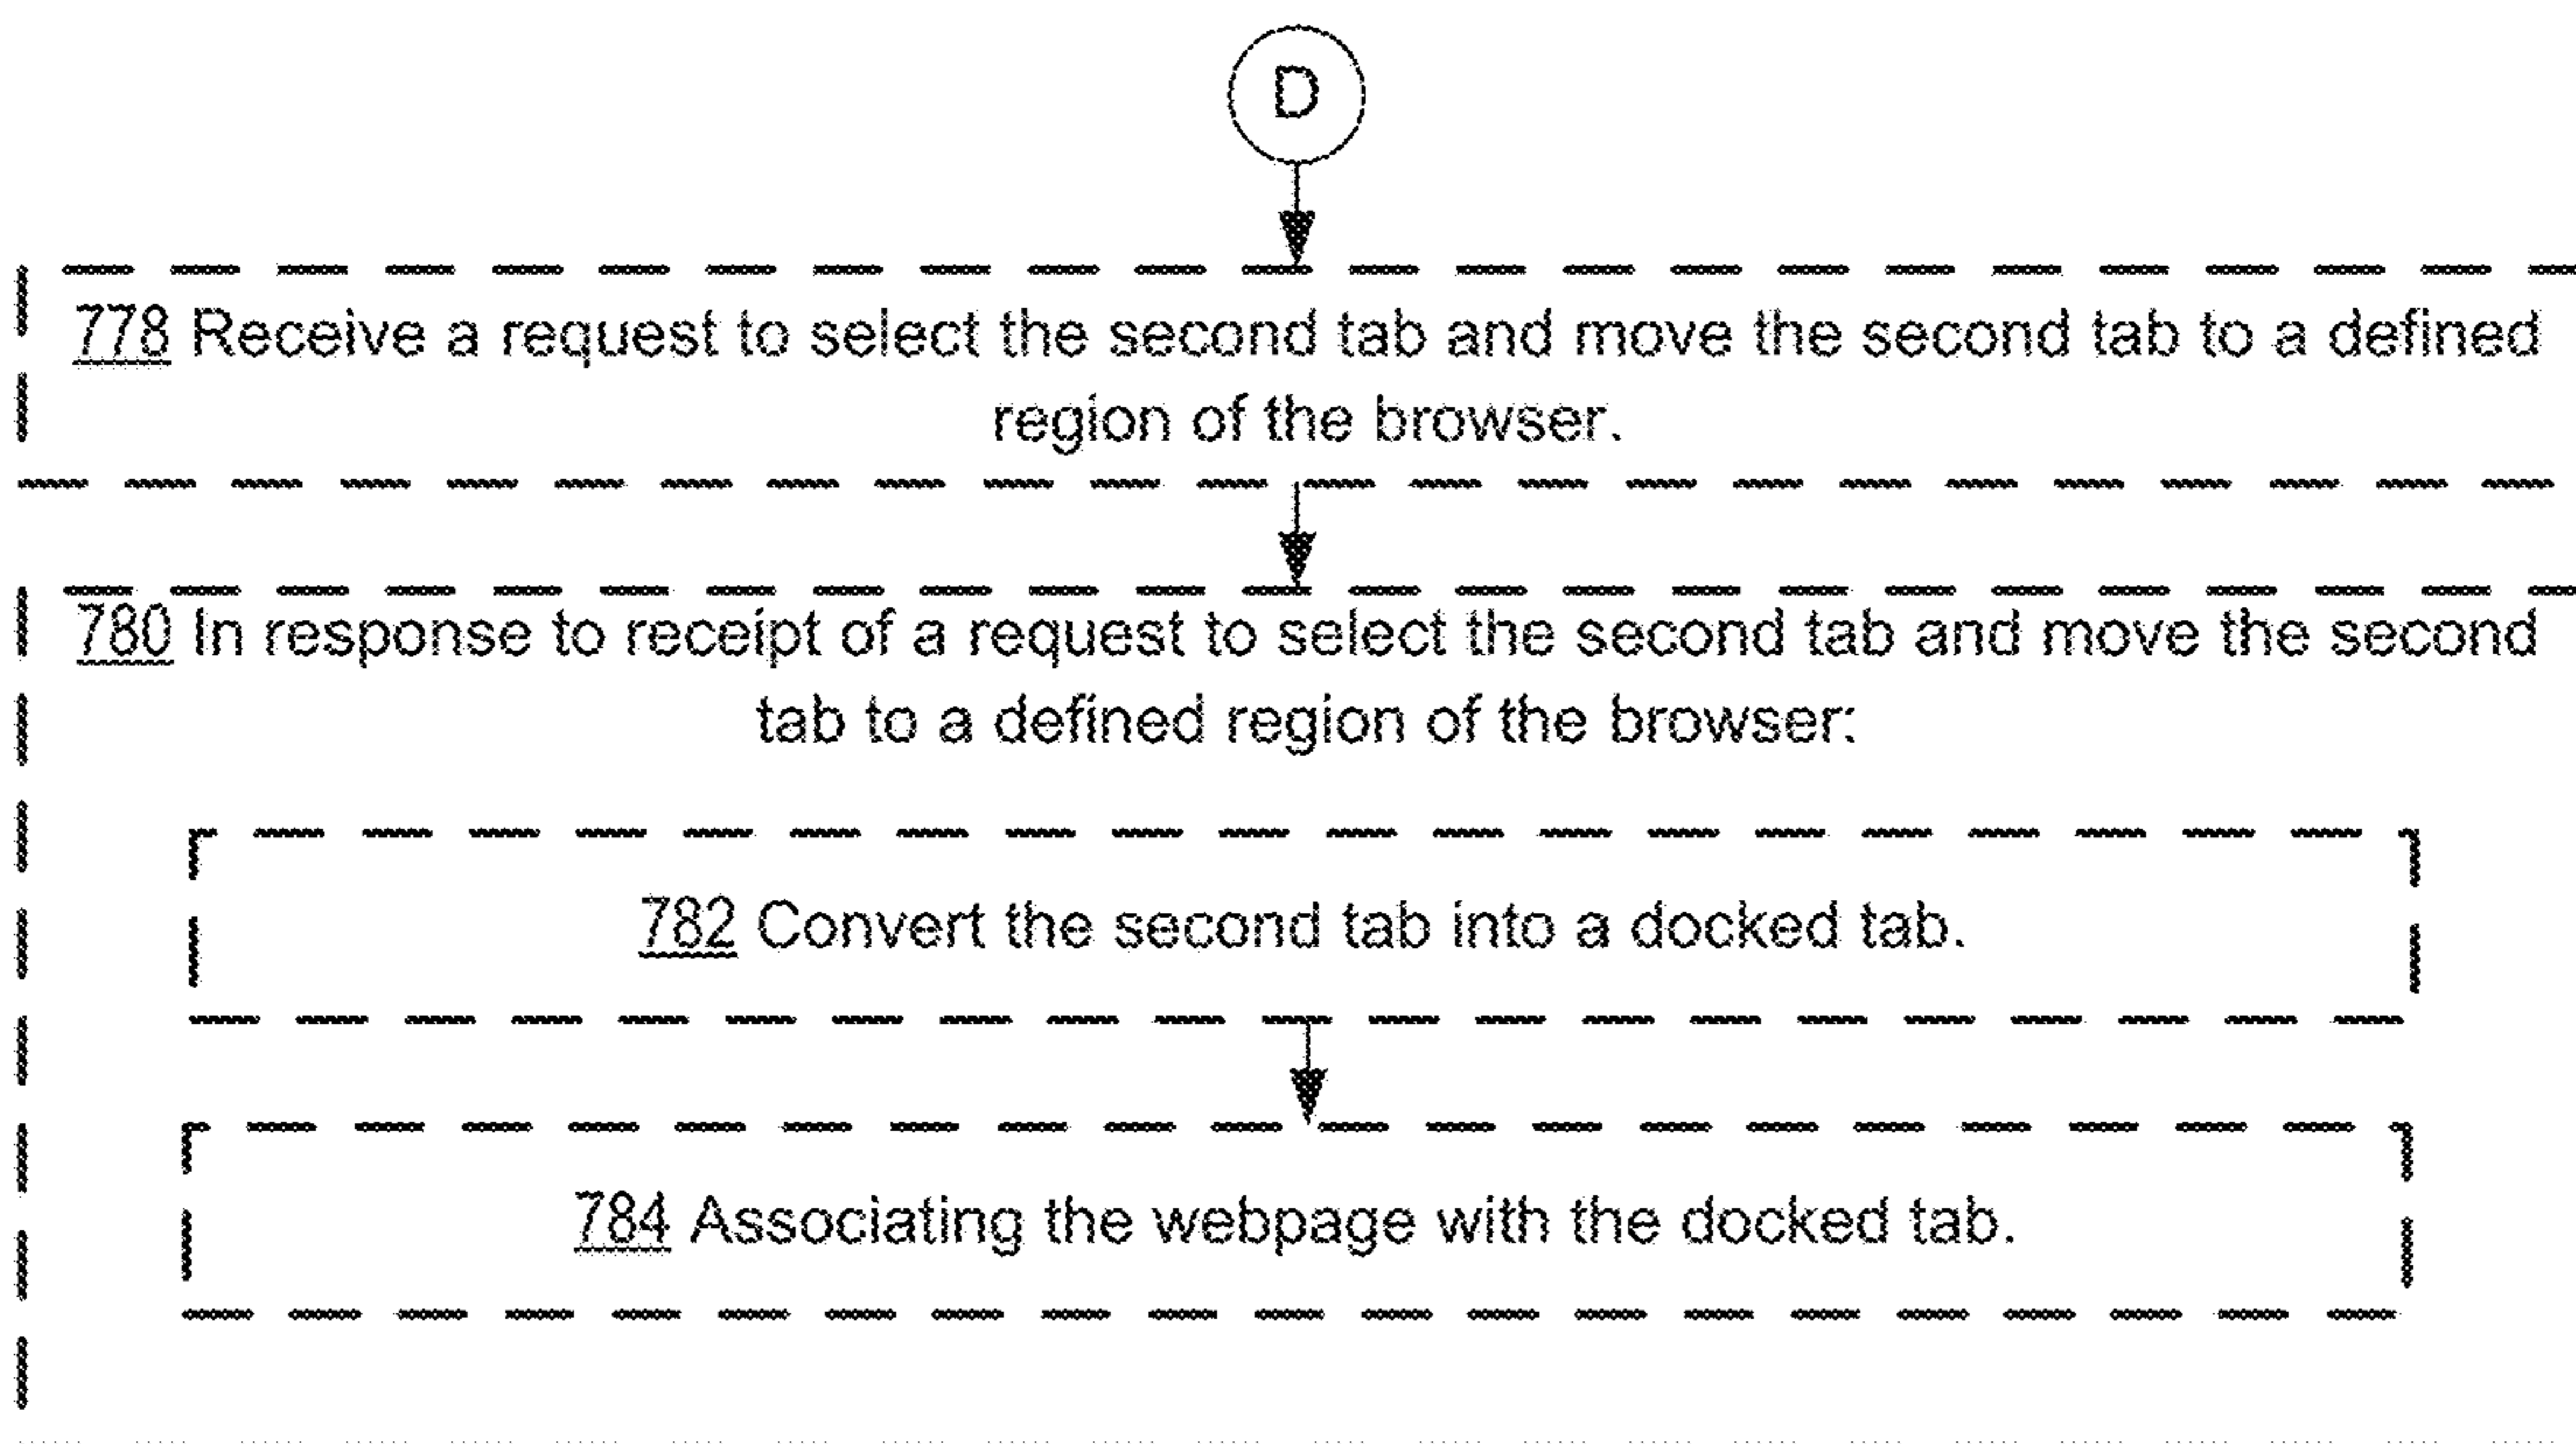 D
778 Receive a request to select the second tab and move the second tab to a defined
region of the browser.
780 In response to receipt of a request to select the second tab and move the second
tab to a defined region of the browser:
782 Convert the second tab into a docked tab.
784 Associating the webpage with the docked tab.